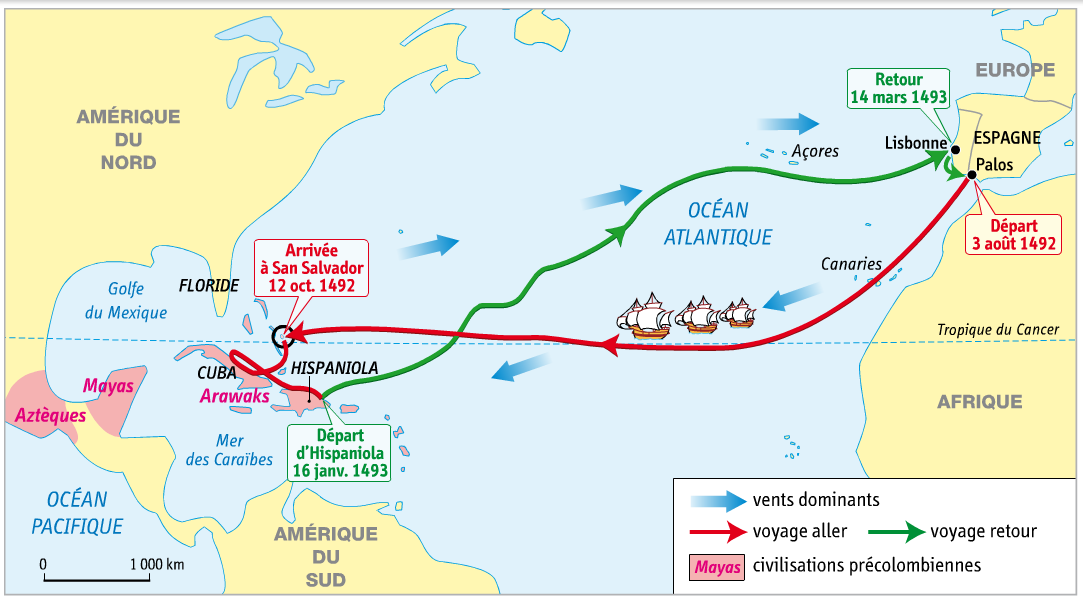 EUROPE
Retour
14 mars 1493
AMÉRIQUE
DU
NORD
Açores
Lisbonne
ESPAGNE
Palos
OCÉAN
ATLANTIQUE
Départ
3 août 1492
Arrivée
à San Salvador
12 oct. 1492
Canaries
FLORIDE
Golfe
du Mexique
Tropique du Cancer
CUBA
HISPANIOLA
Mayas
Arawaks
Aztèques
AFRIQUE
Départ
d'Hispaniola
16 janv. 1493
Mer
des Caraïbes
OCÉAN
PACIFIQUE
AMÉRIQUE
DU
SUD
0 1 000 km
vents dominants
voyage aller voyage retour
Mayas civilisations précolombiennes